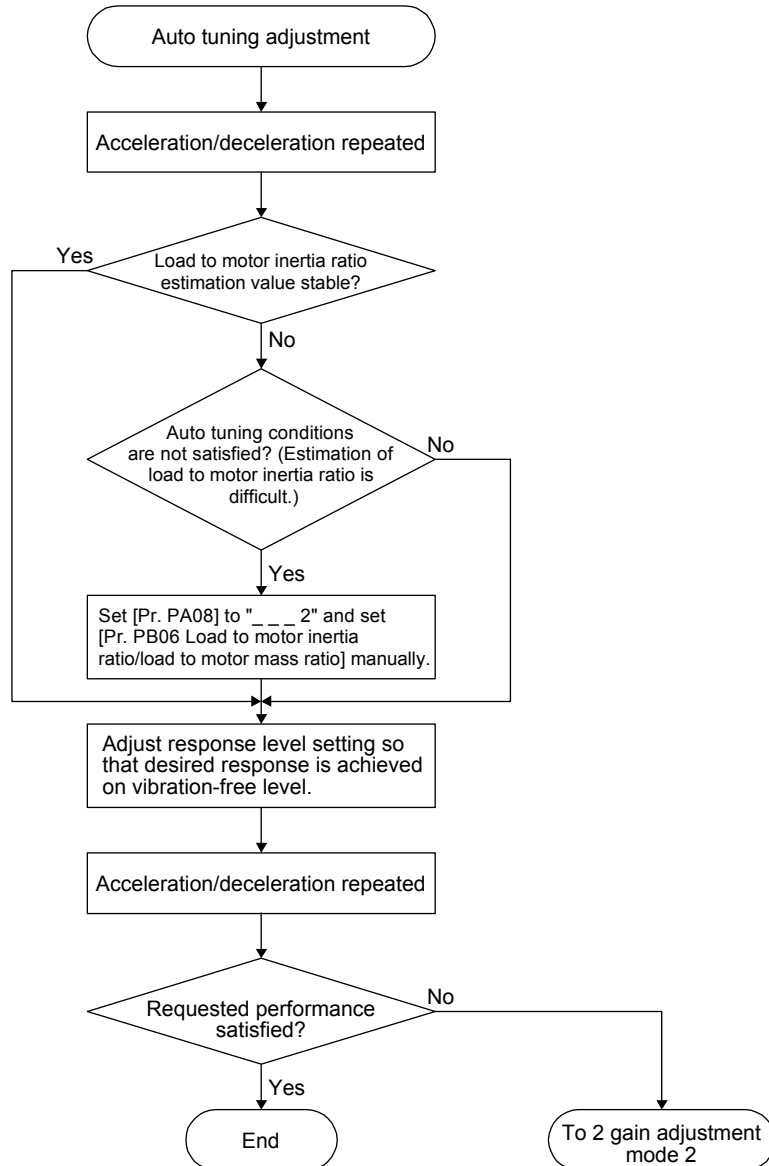 Auto tuning adjustment
Acceleration/deceleration repeated
Yes
Load to motor inertia ratio
estimation value stable?
No
Auto tuning conditions
are not satisfied? (Estimation of
load to motor inertia ratio is
difficult.)
No
Yes
Set [Pr. PA08] to "_ _ _ 2" and set
[Pr. PB06 Load to motor inertia
ratio/load to motor mass ratio] manually.
Adjust response level setting so
that desired response is achieved
on vibration-free level.
Acceleration/deceleration repeated
Requested performance
satisfied?
No
Yes
End
To 2 gain adjustment
mode 2